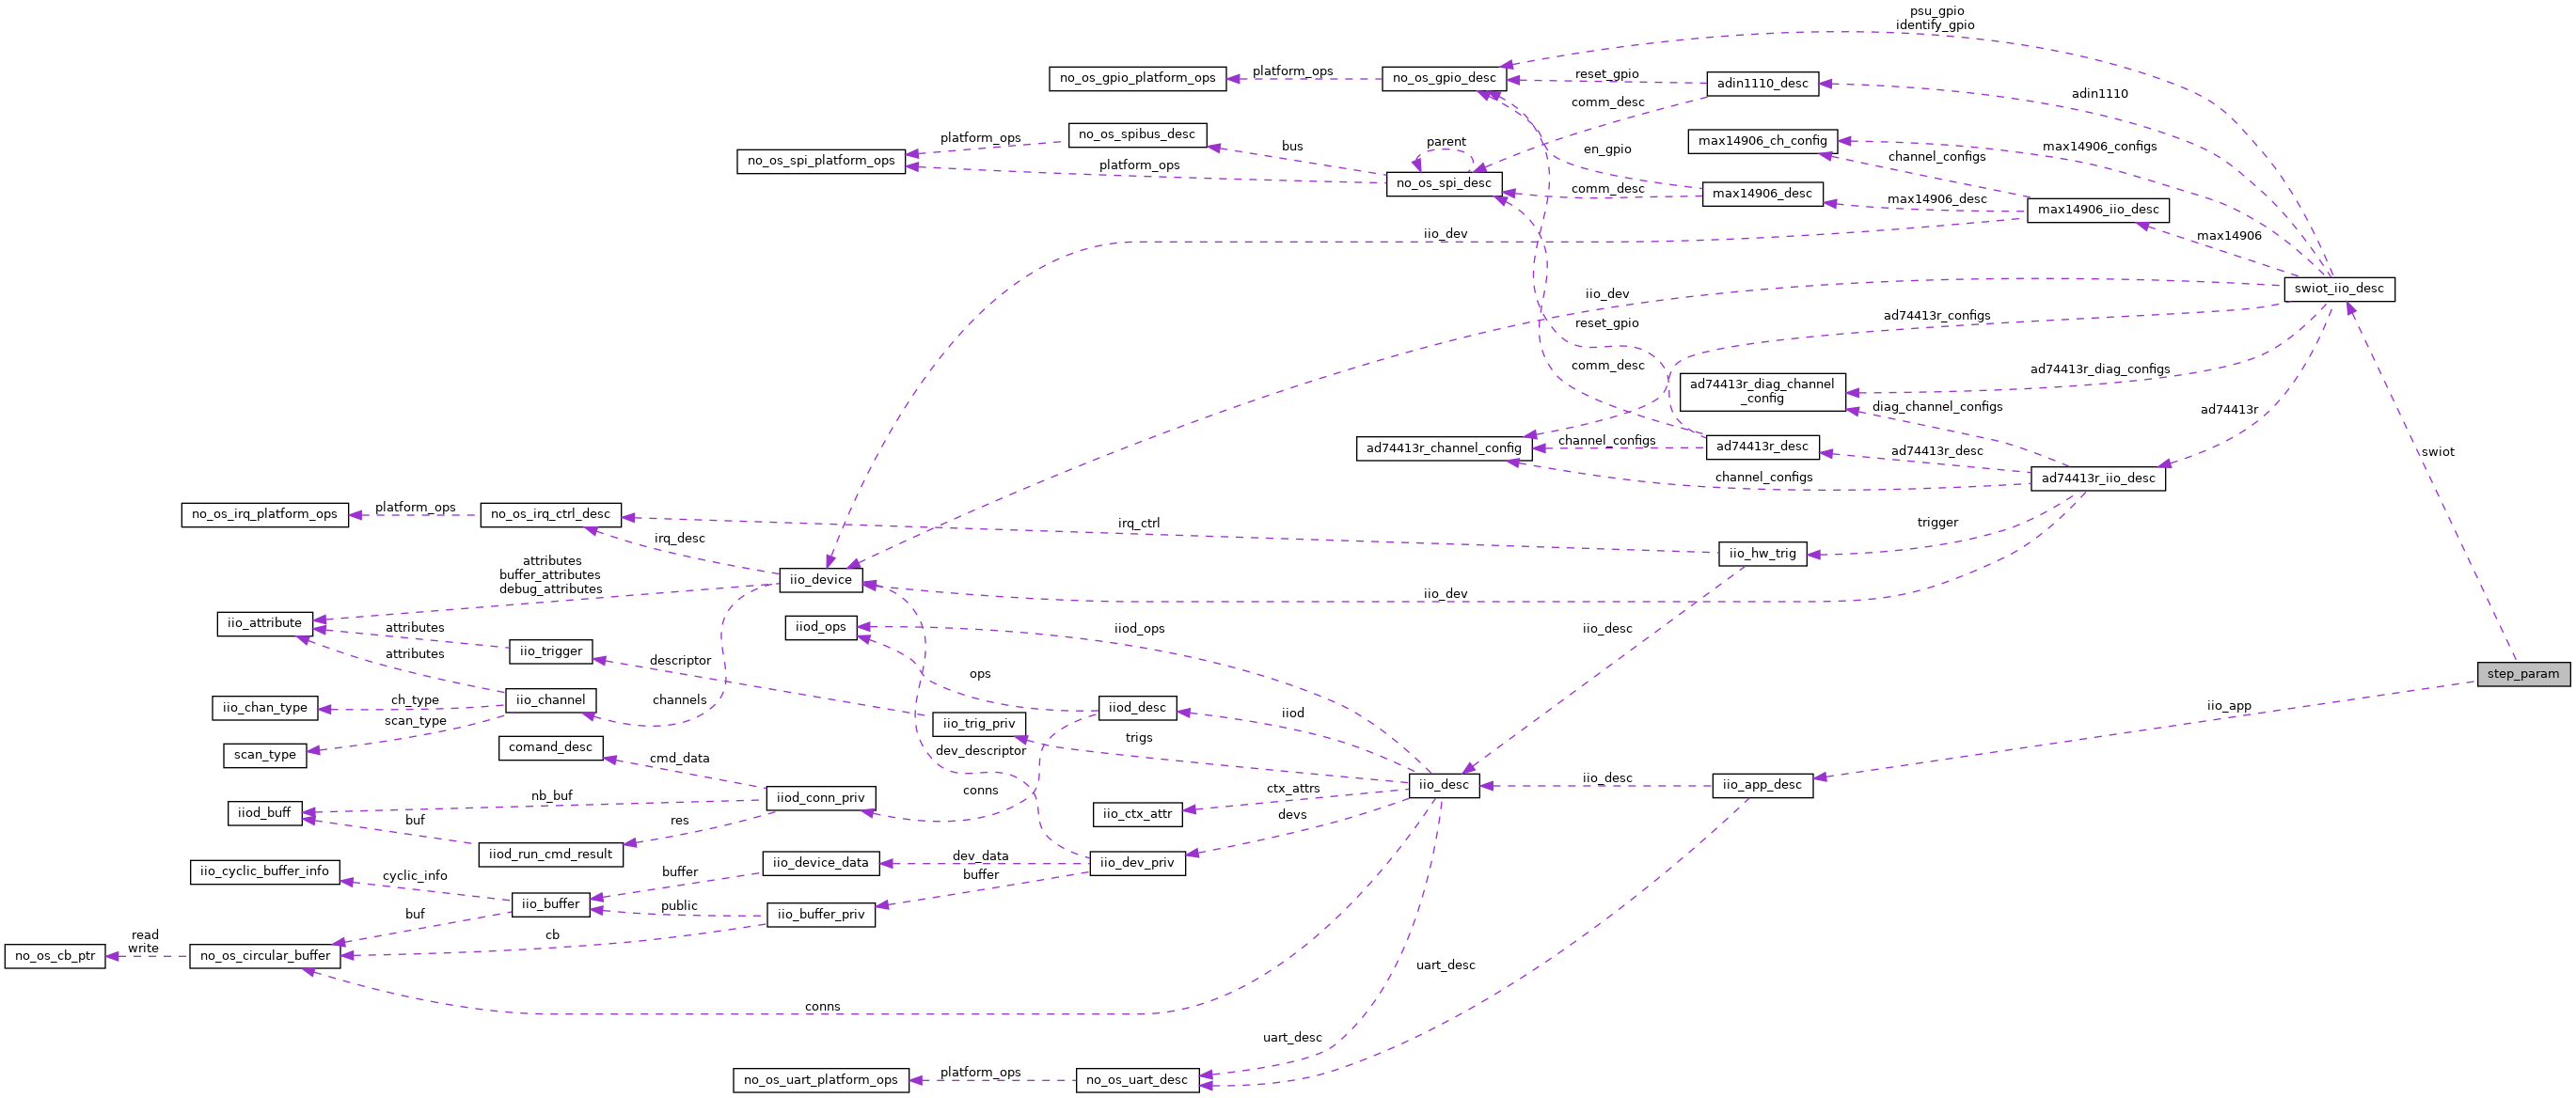 psu_gpio
identify_gpio
no_os_gpio_platform_ops
platform_ops
no_os_gpio_desc
reset_gpio
adin1110_desc
adin1110
comm_desc
no_os_spibus_desc
platform_ops
no_os_spi_platform_ops
platform_ops
bus
parent
no_os_spi_desc
en_gpio
comm_desc
max14906_ch_config
max14906_configs
channel_configs
max14906_desc
max14906_desc
max14906_iio_desc
max14906
iio_dev
swiot_iio_desc
iio_dev
ad74413r_configs
reset_gpio
comm_desc
ad74413r_diag_channel
_config
ad74413r_diag_configs
diag_channel_configs
ad74413r
ad74413r_channel_config
channel_configs
ad74413r_desc
ad74413r_desc
channel_configs
ad74413r_iio_desc
swiot
no_os_irq_platform_ops
platform_ops
no_os_irq_ctrl_desc
irq_ctrl
trigger
irq_desc
iio_hw_trig
attributes
buffer_attributes
debug_attributes
iio_device
iio_dev
iio_attribute
attributes
iiod_ops
iiod_ops
iio_desc
attributes
iio_trigger
descriptor
ops
step_param
iio_chan_type
ch_type
iio_channel
channels
iiod_desc
iiod
iio_app
scan_type
scan_type
iio_trig_priv
trigs
comand_desc
cmd_data
dev_descriptor
iio_desc
iio_desc
iio_app_desc
iiod_buff
nb_buf
iiod_conn_priv
conns
ctx_attrs
iio_ctx_attr
devs
buf
res
iiod_run_cmd_result
iio_device_data
dev_data
iio_dev_priv
iio_cyclic_buffer_info
cyclic_info
buffer
buffer
iio_buffer
public
iio_buffer_priv
buf
cb
read
write
no_os_cb_ptr
no_os_circular_buffer
uart_desc
conns
uart_desc
no_os_uart_platform_ops
platform_ops
no_os_uart_desc